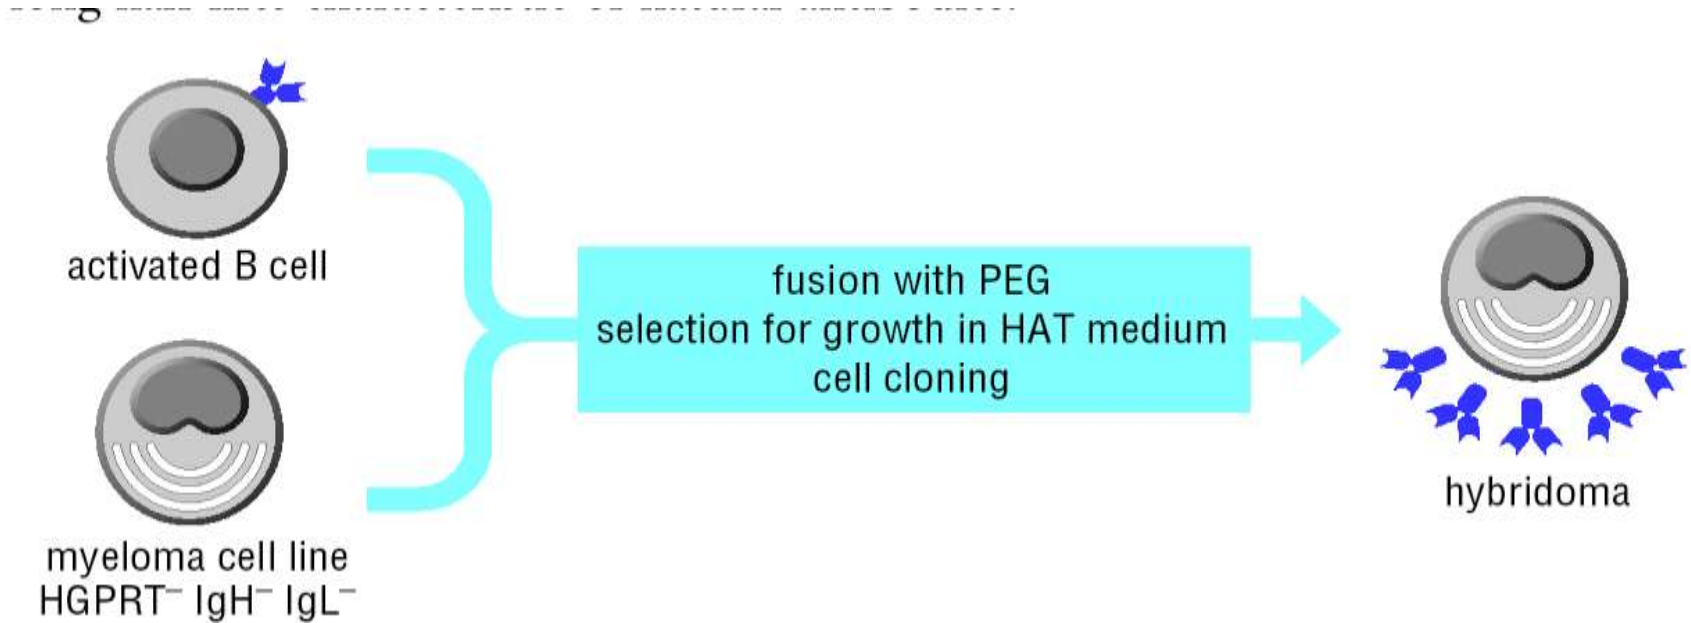 activated B cell
fusion with PEG
selection for growth in HAT medium
cell cloning
myeloma cell line
HGPRT⁻ IgH⁻ IgL⁻
hybridoma